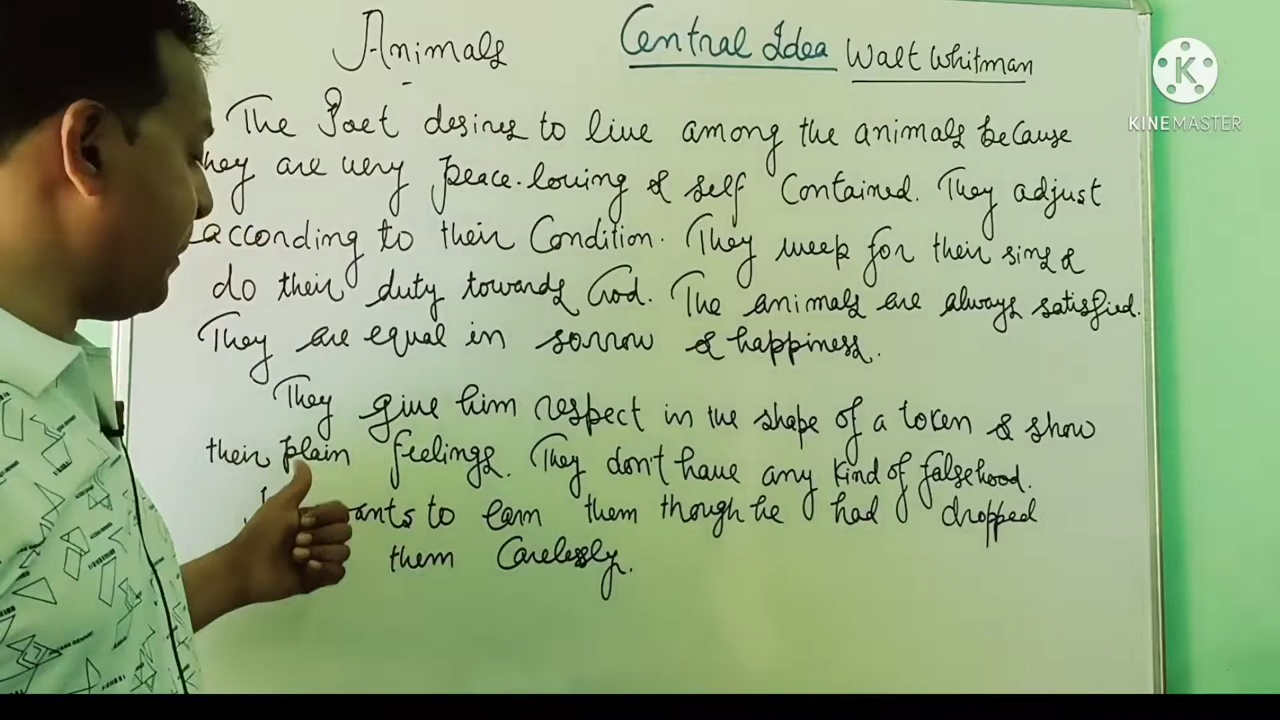 Animals Central Idea Walt Whitman
The Poet desires to live among the animals because
they are very peace-loving & self Contained. They adjust
according to their Condition. They weep for their sins &
do their duty towards God. The animals are always satisfied.
They are equal in sorrow & happiness.
They give him respect in the shape of a token & show
their plain feelings. They don't have any kind of falsehood.
wants to earn them though he had dropped
them Carelessly.
KINEMASTER